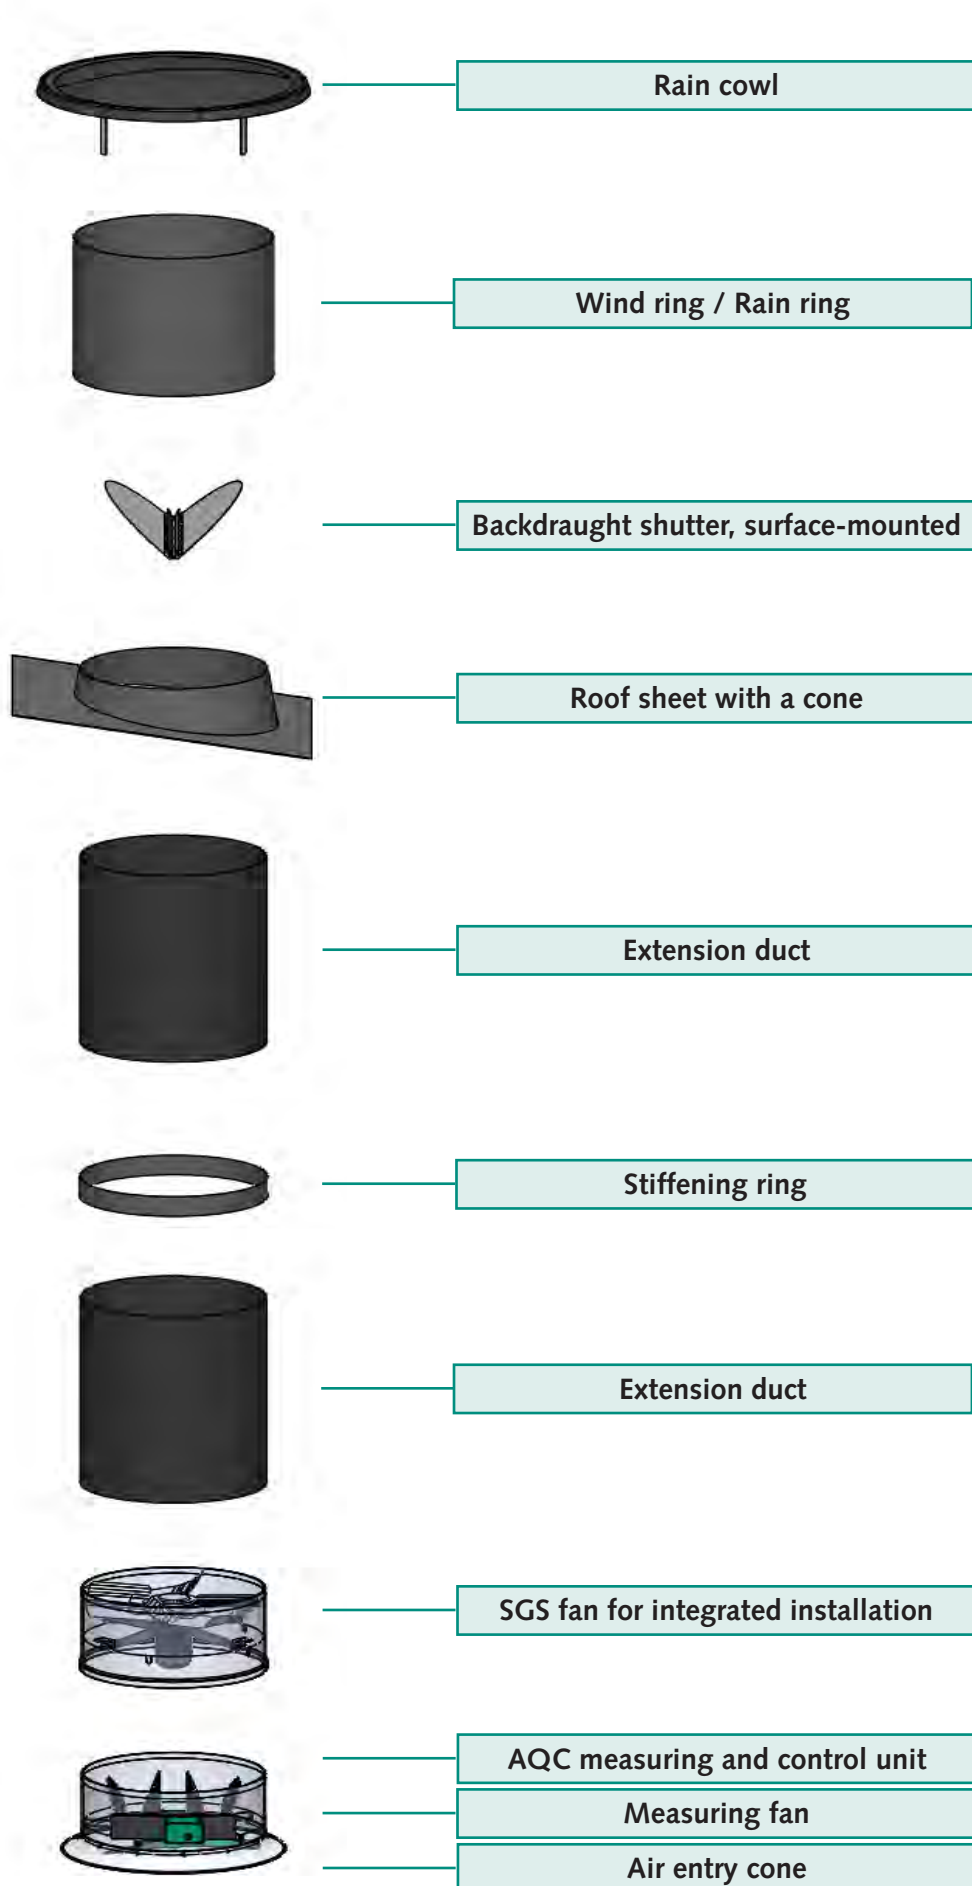 Rain cowl
Wind ring / Rain ring
Backdraught shutter, surface-mounted
Roof sheet with a cone
Extension duct
Stiffening ring
Extension duct
SGS fan for integrated installation
AQC measuring and control unit
Measuring fan
Air entry cone